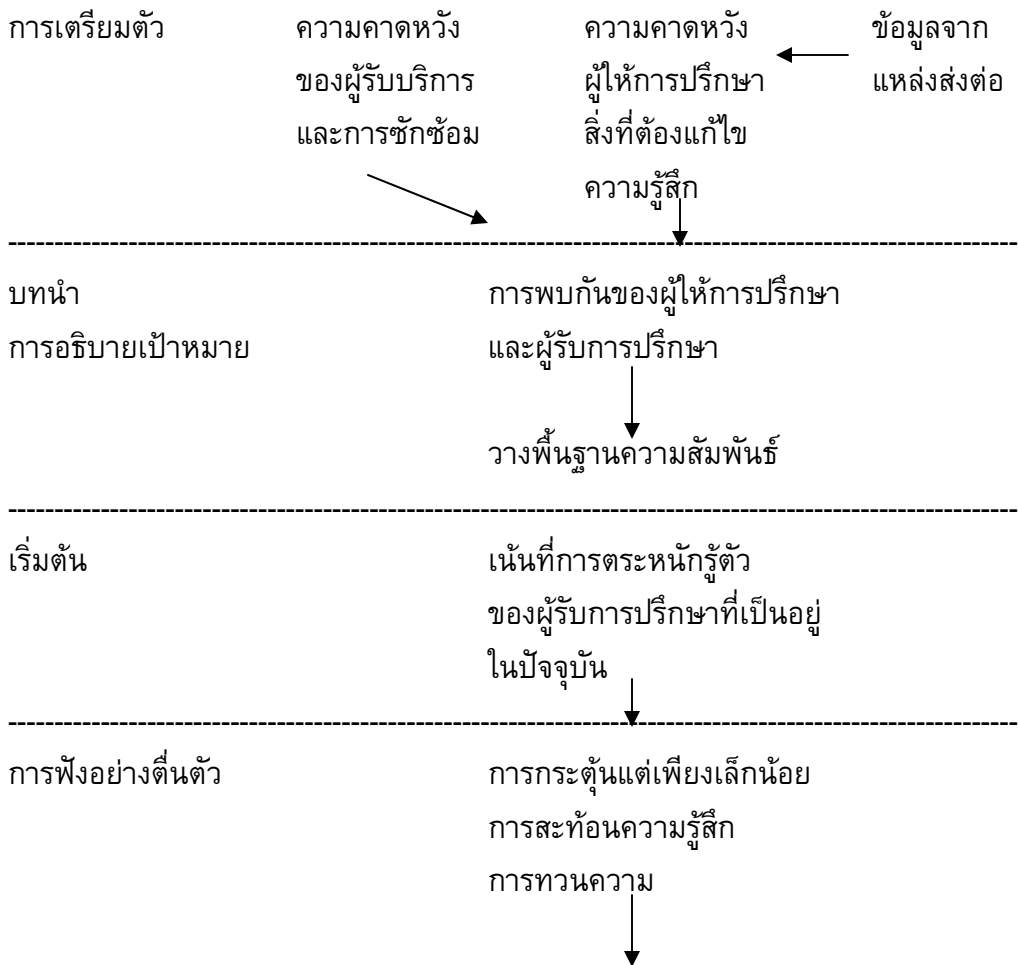 การเตรียมตัว ความคาดหวัง ความคาดหวัง ข้อมูลจาก
ของผู้รับบริการ ผู้ให้การปรึกษา แหล่งส่งต่อ
และการซักซ้อม สิ่งที่ต้องแก้ไข
ความรู้สึก
บทนำ การพบกันของผู้ให้การปรึกษา
การอธิบายเป้าหมาย และผู้รับการปรึกษา
วางพื้นฐานความสัมพันธ์
เริ่มต้น เน้นที่การตระหนักรู้ตัว
ของผู้รับการปรึกษาที่เป็นอยู่
ในปัจจุบัน
การฟังอย่างตื่นตัว การกระตุ้นแต่เพียงเล็กน้อย
การสะท้อนความรู้สึก
การทวนความ